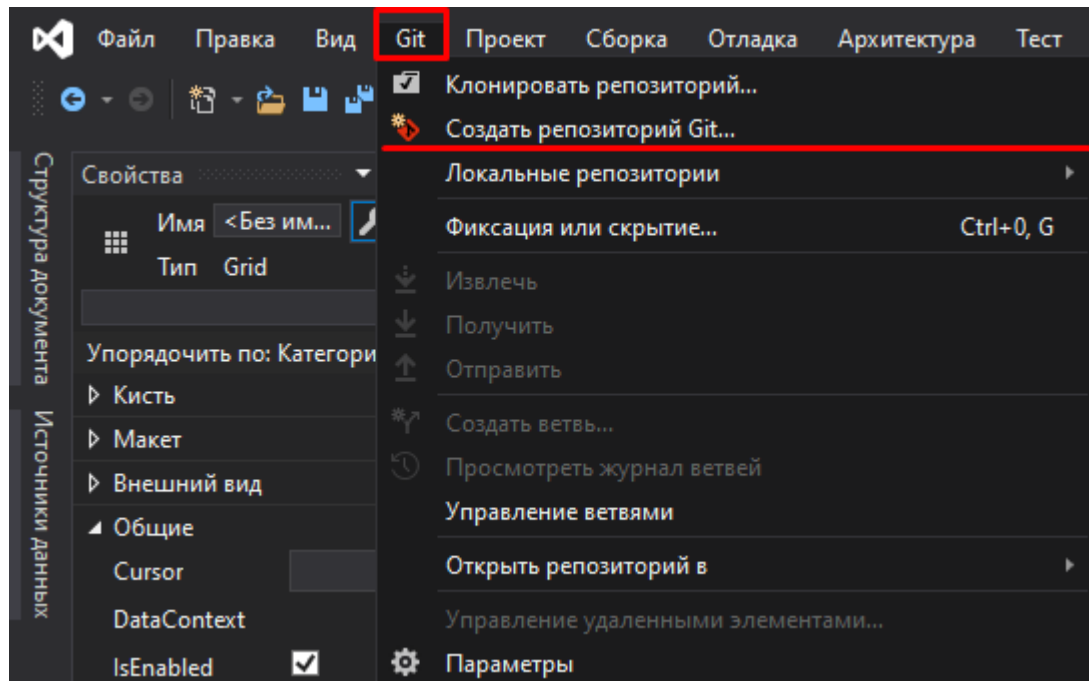 Файл Правка Вид Git Проект Сборка Отладка Архитектура Тест
Структура документа
Источники данных
Свойства
Имя <Без им...
Тип Grid
Упорядочить по: Категори
Кисть
Макет
Внешний вид
Общие
Cursor
DataContext
IsEnabled
Клонировать репозиторий...
Создать репозиторий Git...
Локальные репозитории
Фиксация или скрытие... Ctrl+0, G
Извлечь
Получить
Отправить
Создать ветвь...
Просмотреть журнал ветвей
Управление ветвями
Открыть репозиторий в
Управление удаленными элементами...
Параметры